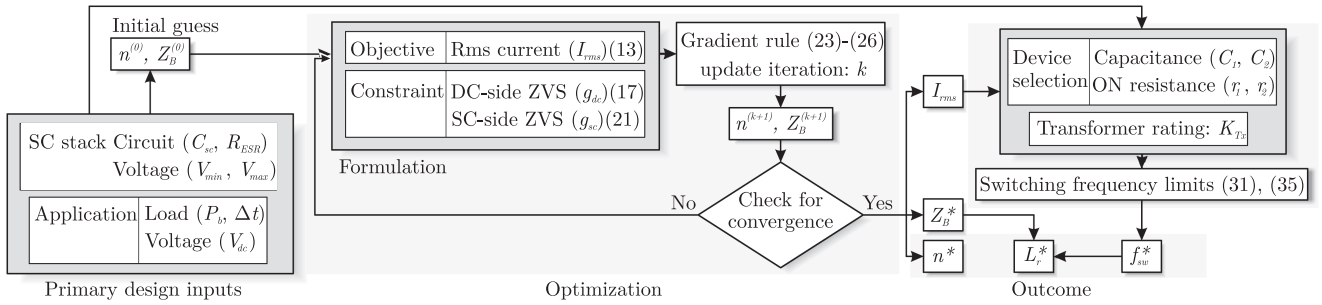 Initial guess
n^(0), Z_B^(0)
SC stack Circuit (C_sc, R_ESR)
Voltage (V_min, V_max)
Application Load (P_b, Δt)
Voltage (V_dc)
Primary design inputs
Objective Rms current (I_rms)(13)
Constraint DC-side ZVS (g_dc)(17)
SC-side ZVS (g_sc)(21)
Formulation
Gradient rule (23)-(26)
update iteration: k
n^(k+1), Z_B^(k+1)
Check for
convergence
No
Yes
Optimization
I_rms
Z_B*
n*
Device
selection
Capacitance (C_1, C_2)
ON resistance (r_1, r_2)
Transformer rating: K_Tx
Switching frequency limits (31), (35)
L_r*
f_sw*
Outcome